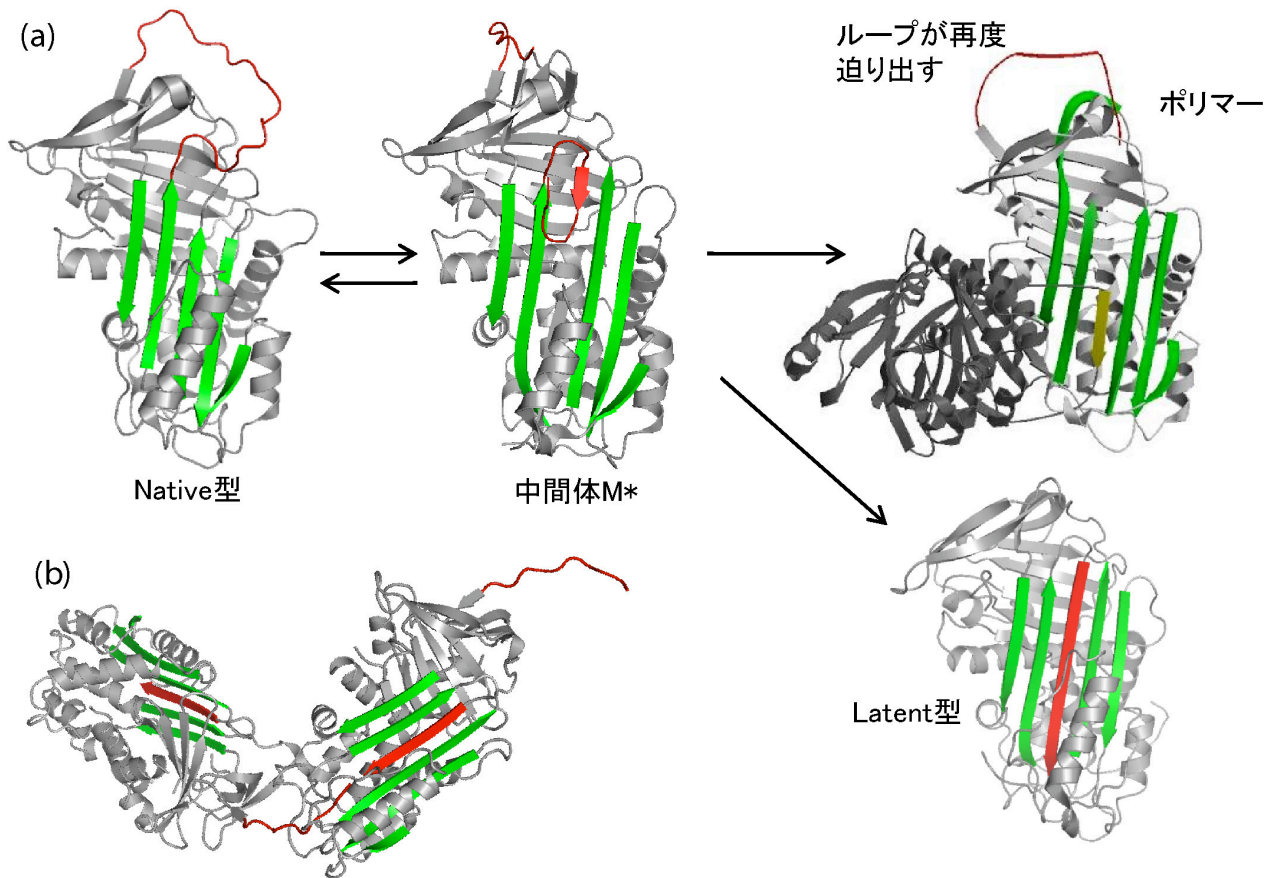 (a)
ループが再度
迫り出す
ポリマー
Native型
中間体M*
(b)
Latent型